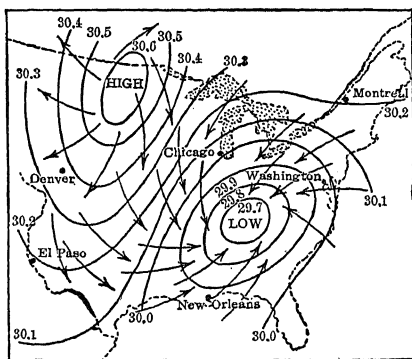 30.4
30.5
30.6
30.5
30.4
30.3
30.3
HIGH
Montreal
30.2
Chicago
Denver
Washington
29.9
29.8
29.7
30.1
LOW
30.2
El Paso
New Orleans
30.1
30.0
30.0